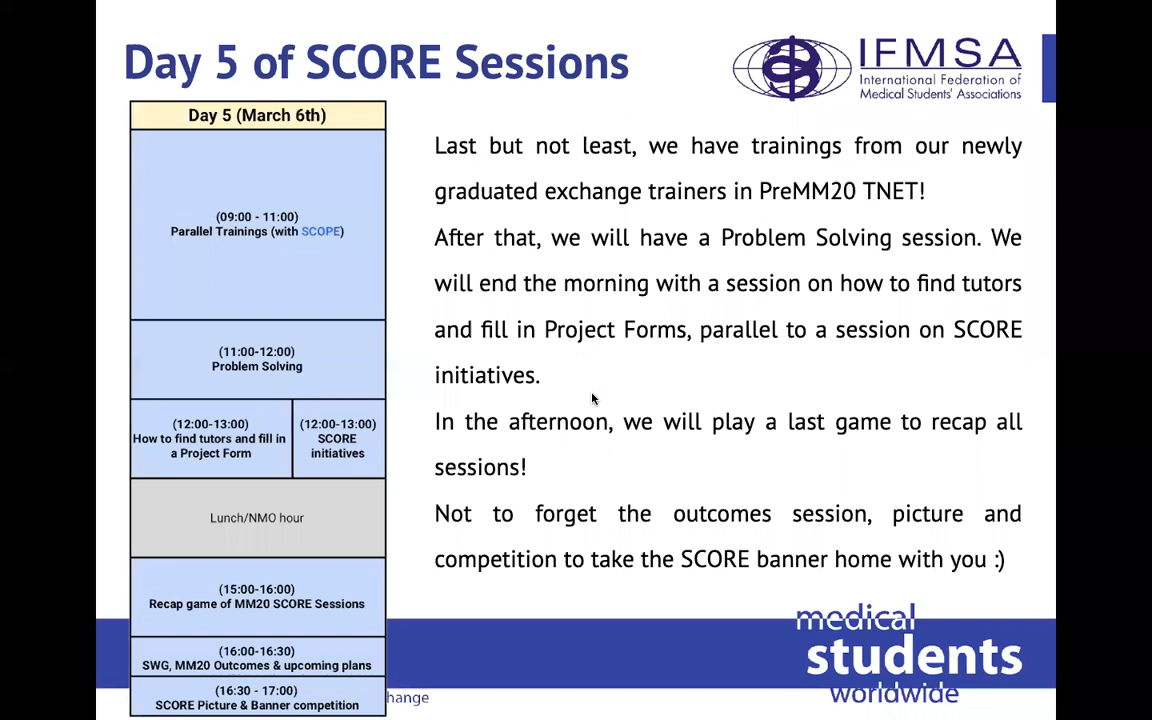 Day 5 of SCORE Sessions
IFMSA
International Federation of
Medical Students' Associations
Day 5 (March 6th)
(09:00 - 11:00)
Parallel Trainings (with SCOPE)
(11:00-12:00)
Problem Solving
(12:00-13:00)
How to find tutors and fill in
a Project Form
(12:00-13:00)
SCORE
initiatives
Lunch/NMO hour
(15:00-16:00)
Recap game of MM20 SCORE Sessions
(16:00-16:30)
SWG, MM20 Outcomes & upcoming plans
(16:30 - 17:00)
SCORE Picture & Banner competition
Last but not least, we have trainings from our newly
graduated exchange trainers in PreMM20 TNET!
After that, we will have a Problem Solving session. We
will end the morning with a session on how to find tutors
and fill in Project Forms, parallel to a session on SCORE
initiatives.
In the afternoon, we will play a last game to recap all
sessions!
Not to forget the outcomes session, picture and
competition to take the SCORE banner home with you :)
hange
medical
students
worldwide